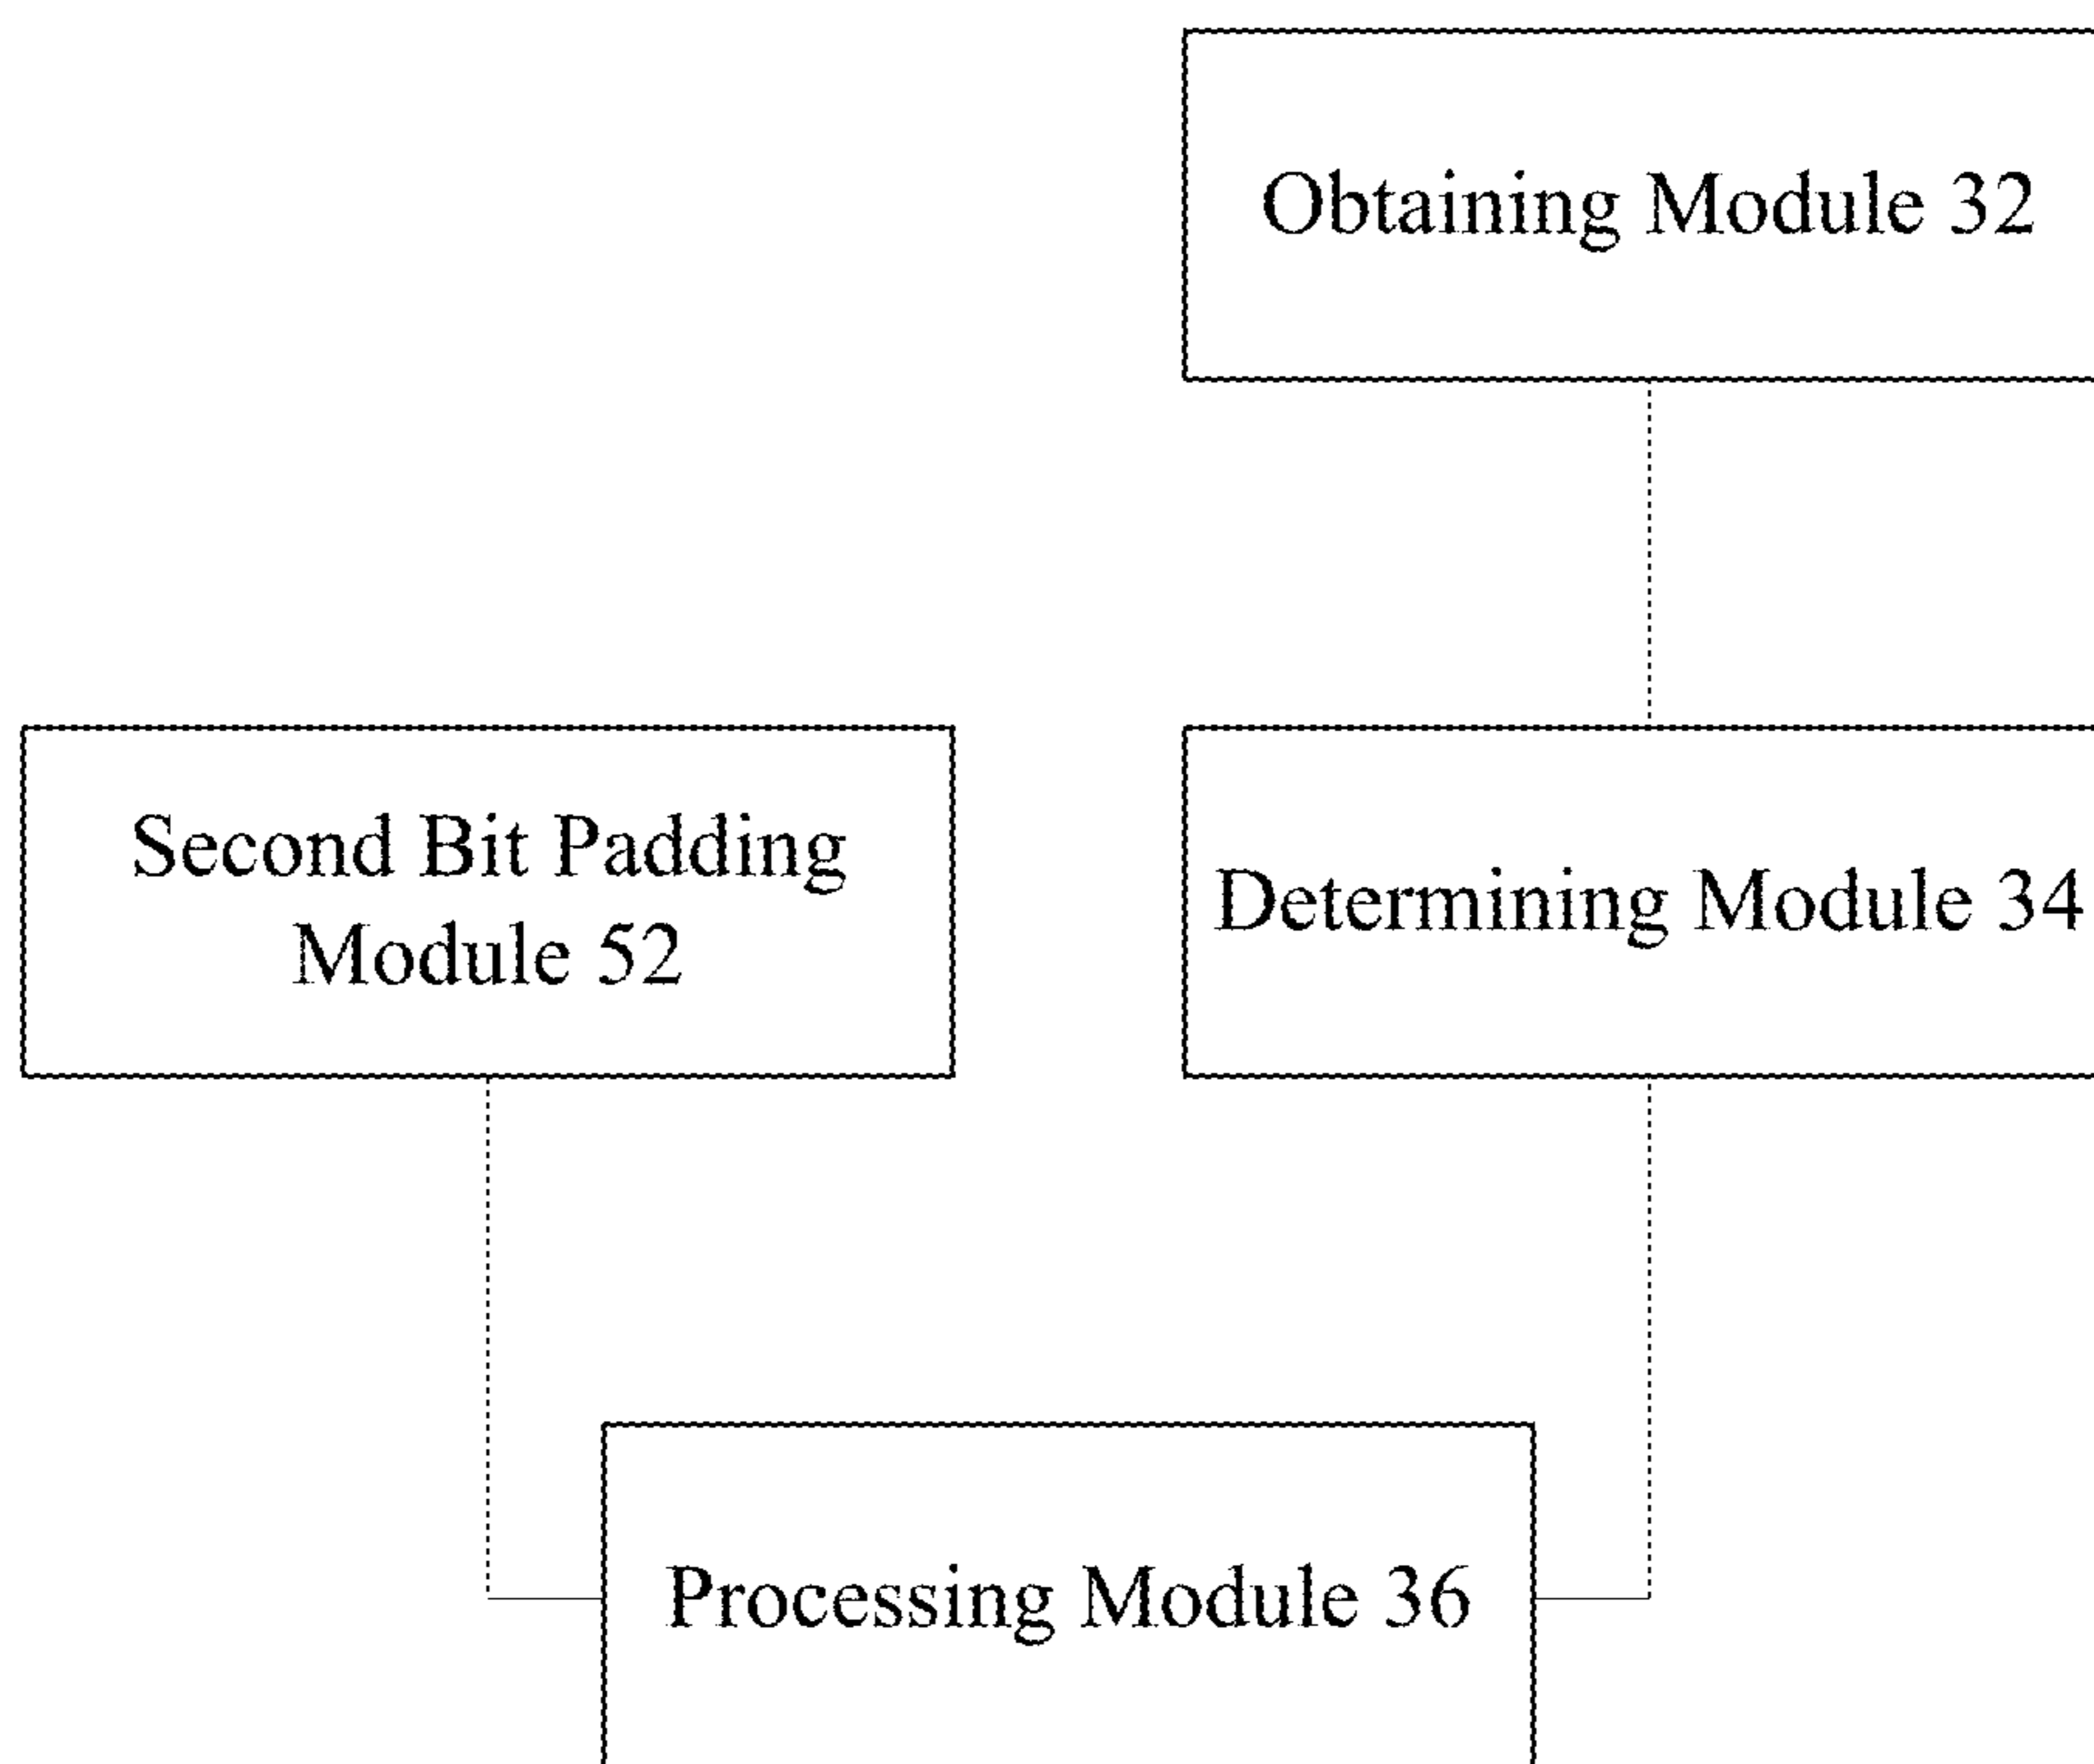 Obtaining Module 32
Second Bit Padding
Module 52
Determining Module 34
Processing Module 36